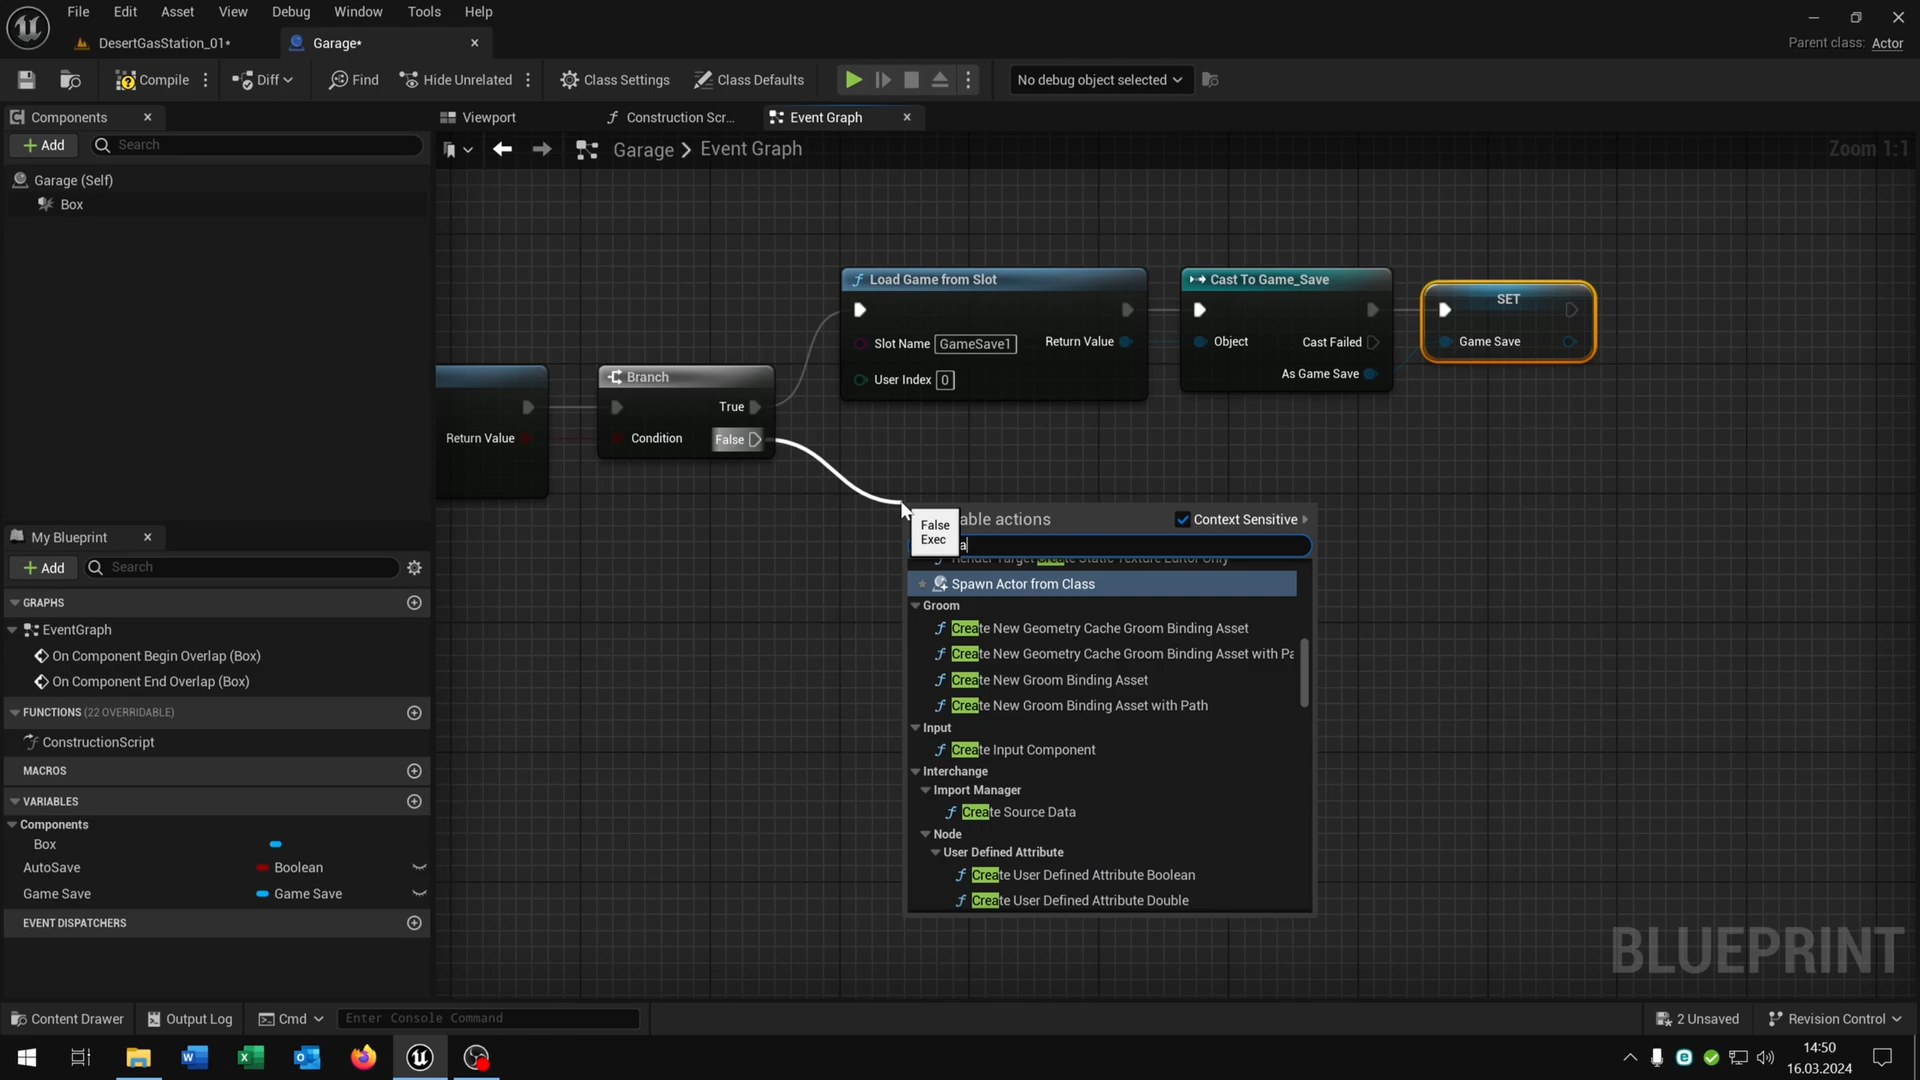 File Edit Asset View Debug Window Tools Help
DesertGasStation_01*
Garage*
Parent class: Actor
Compile
Diff
Find
Hide Unrelated
Class Settings
Class Defaults
No debug object selected
Components
Viewport
Construction Scr...
Event Graph
Add
Search
Garage > Event Graph
Zoom 1:1
Garage (Self)
Box
Load Game from Slot
Cast To Game_Save
SET
Slot Name GameSave1
Return Value
Object
Cast Failed
Game Save
User Index 0
As Game Save
Branch
True
Return Value
Condition
False
able actions
Context Sensitive
False
Exec
a
Render Target Create Static Texture Editor Only
Spawn Actor from Class
Groom
Create New Geometry Cache Groom Binding Asset
Create New Geometry Cache Groom Binding Asset with Pa
Create New Groom Binding Asset
Create New Groom Binding Asset with Path
Input
Create Input Component
Interchange
Import Manager
Create Source Data
Node
User Defined Attribute
Create User Defined Attribute Boolean
Create User Defined Attribute Double
My Blueprint
Add
Search
GRAPHS
EventGraph
On Component Begin Overlap (Box)
On Component End Overlap (Box)
FUNCTIONS (22 OVERRIDABLE)
ConstructionScript
MACROS
VARIABLES
Components
Box
AutoSave Boolean
Game Save Game Save
EVENT DISPATCHERS
BLUEPRINT
Content Drawer
Output Log
Cmd
Enter Console Command
2 Unsaved
Revision Control
14:50
16.03.2024